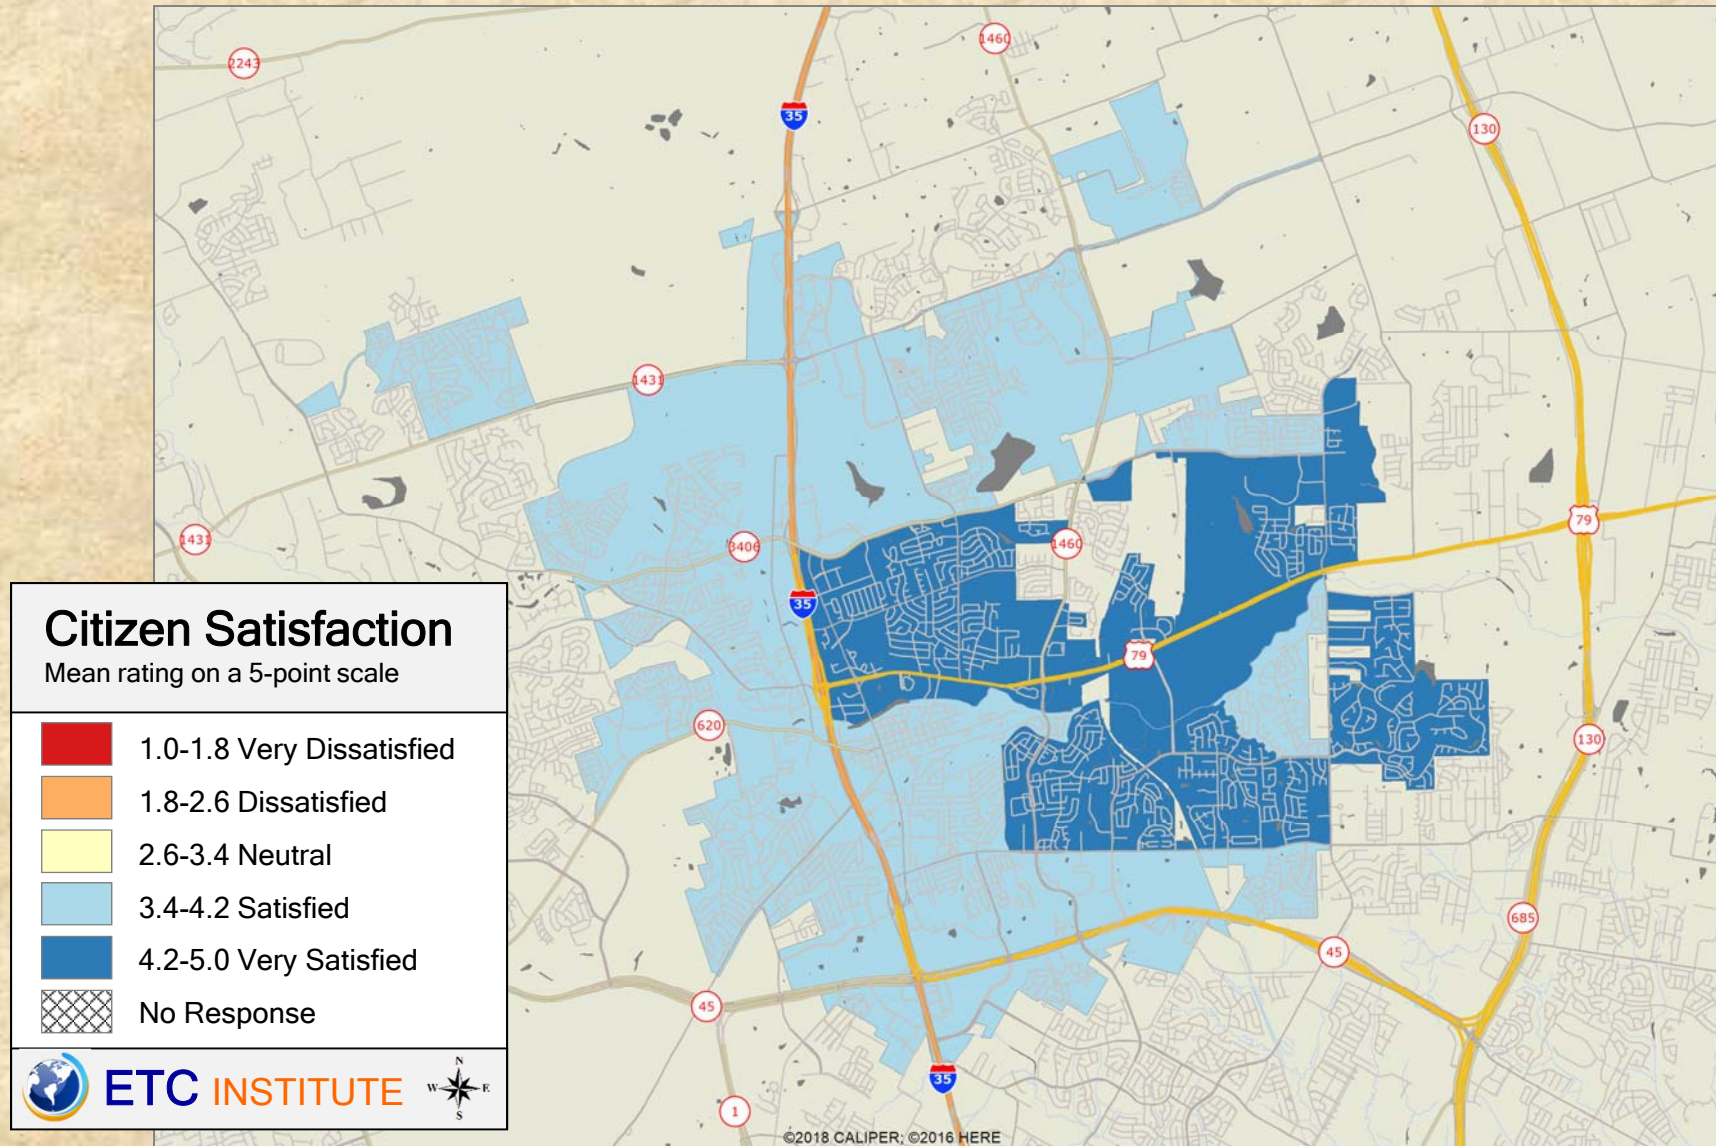 2243
1460
35
130
1431
1431
3406
1460
79
35
79
620
130
685
45
45
35
1
Citizen Satisfaction
Mean rating on a 5-point scale
1.0-1.8 Very Dissatisfied
1.8-2.6 Dissatisfied
2.6-3.4 Neutral
3.4-4.2 Satisfied
4.2-5.0 Very Satisfied
No Response
ETC INSTITUTE
N
W E
S
©2018 CALIPER; ©2016 HERE